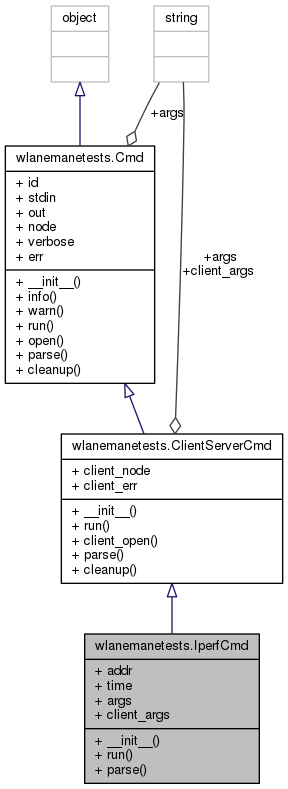 object
string
+args
wlanemanetests.Cmd
+ id
+ stdin
+ out
+ node
+ verbose
+ err
+ __init__()
+ info()
+ warn()
+ run()
+ open()
+ parse()
+ cleanup()
+args
+client_args
wlanemanetests.ClientServerCmd
+ client_node
+ client_err
+ __init__()
+ run()
+ client_open()
+ parse()
+ cleanup()
wlanemanetests.IperfCmd
+ addr
+ time
+ args
+ client_args
+ __init__()
+ run()
+ parse()